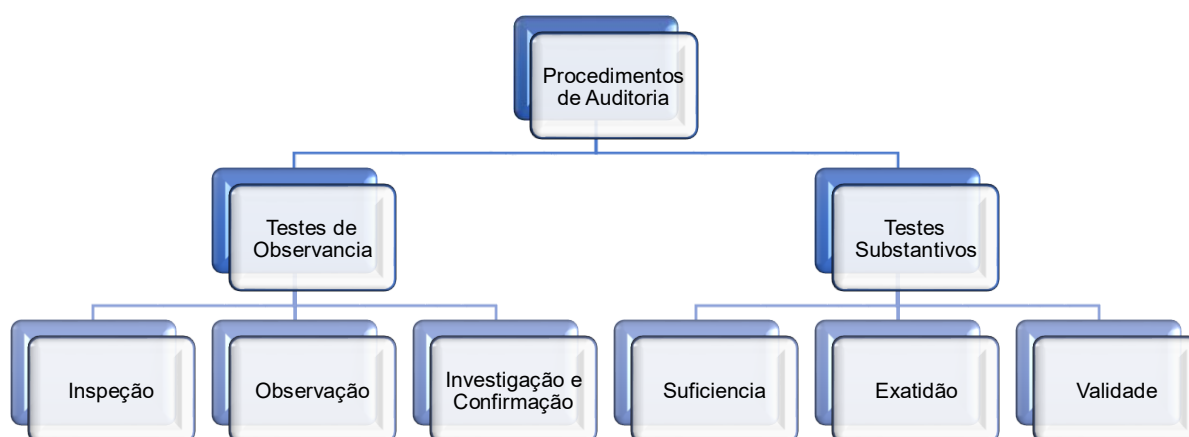 Procedimentos
de Auditoria
Testes de
Observancia
Testes
Substantivos
Inspeção
Observação
Investigação e
Confirmação
Suficiencia
Exatidão
Validade